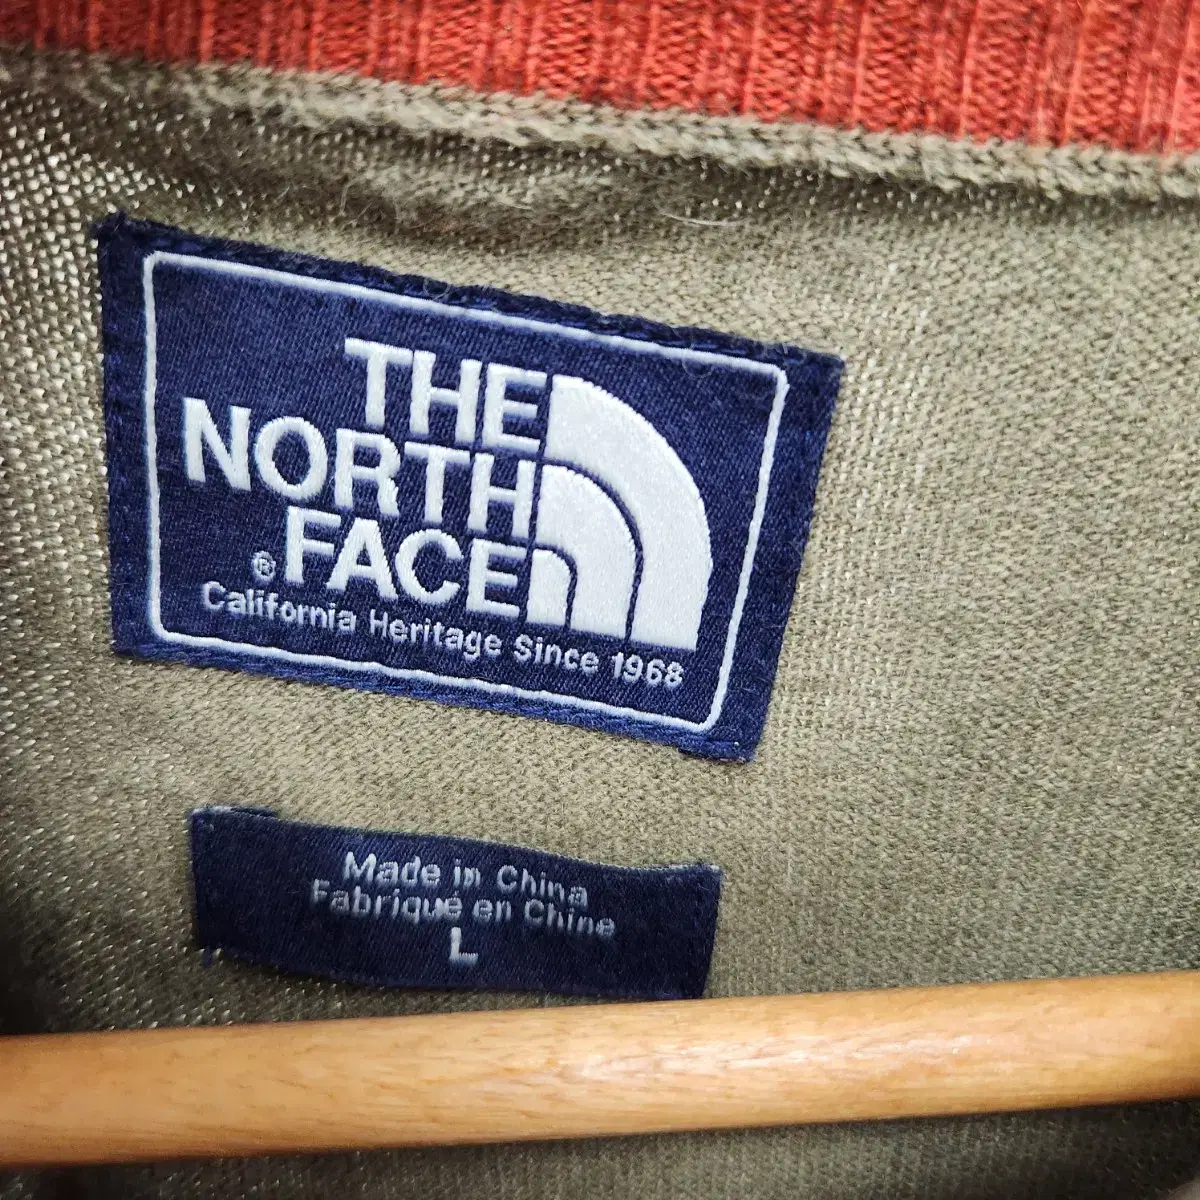 THE
NORTH
®FACE
California Heritage Since 1968
Made in China
Fabriqué en Chine
L